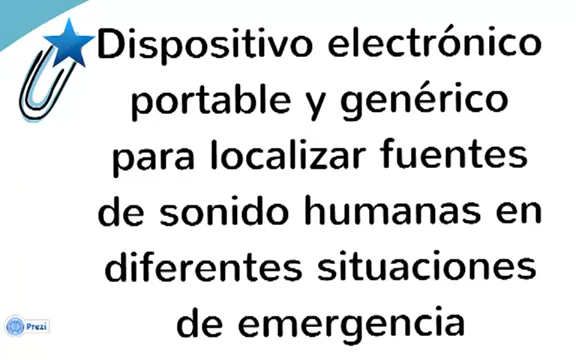 Dispositivo electrónico
portable y genérico
para localizar fuentes
de sonido humanas en
diferentes situaciones
de emergencia
Prezi